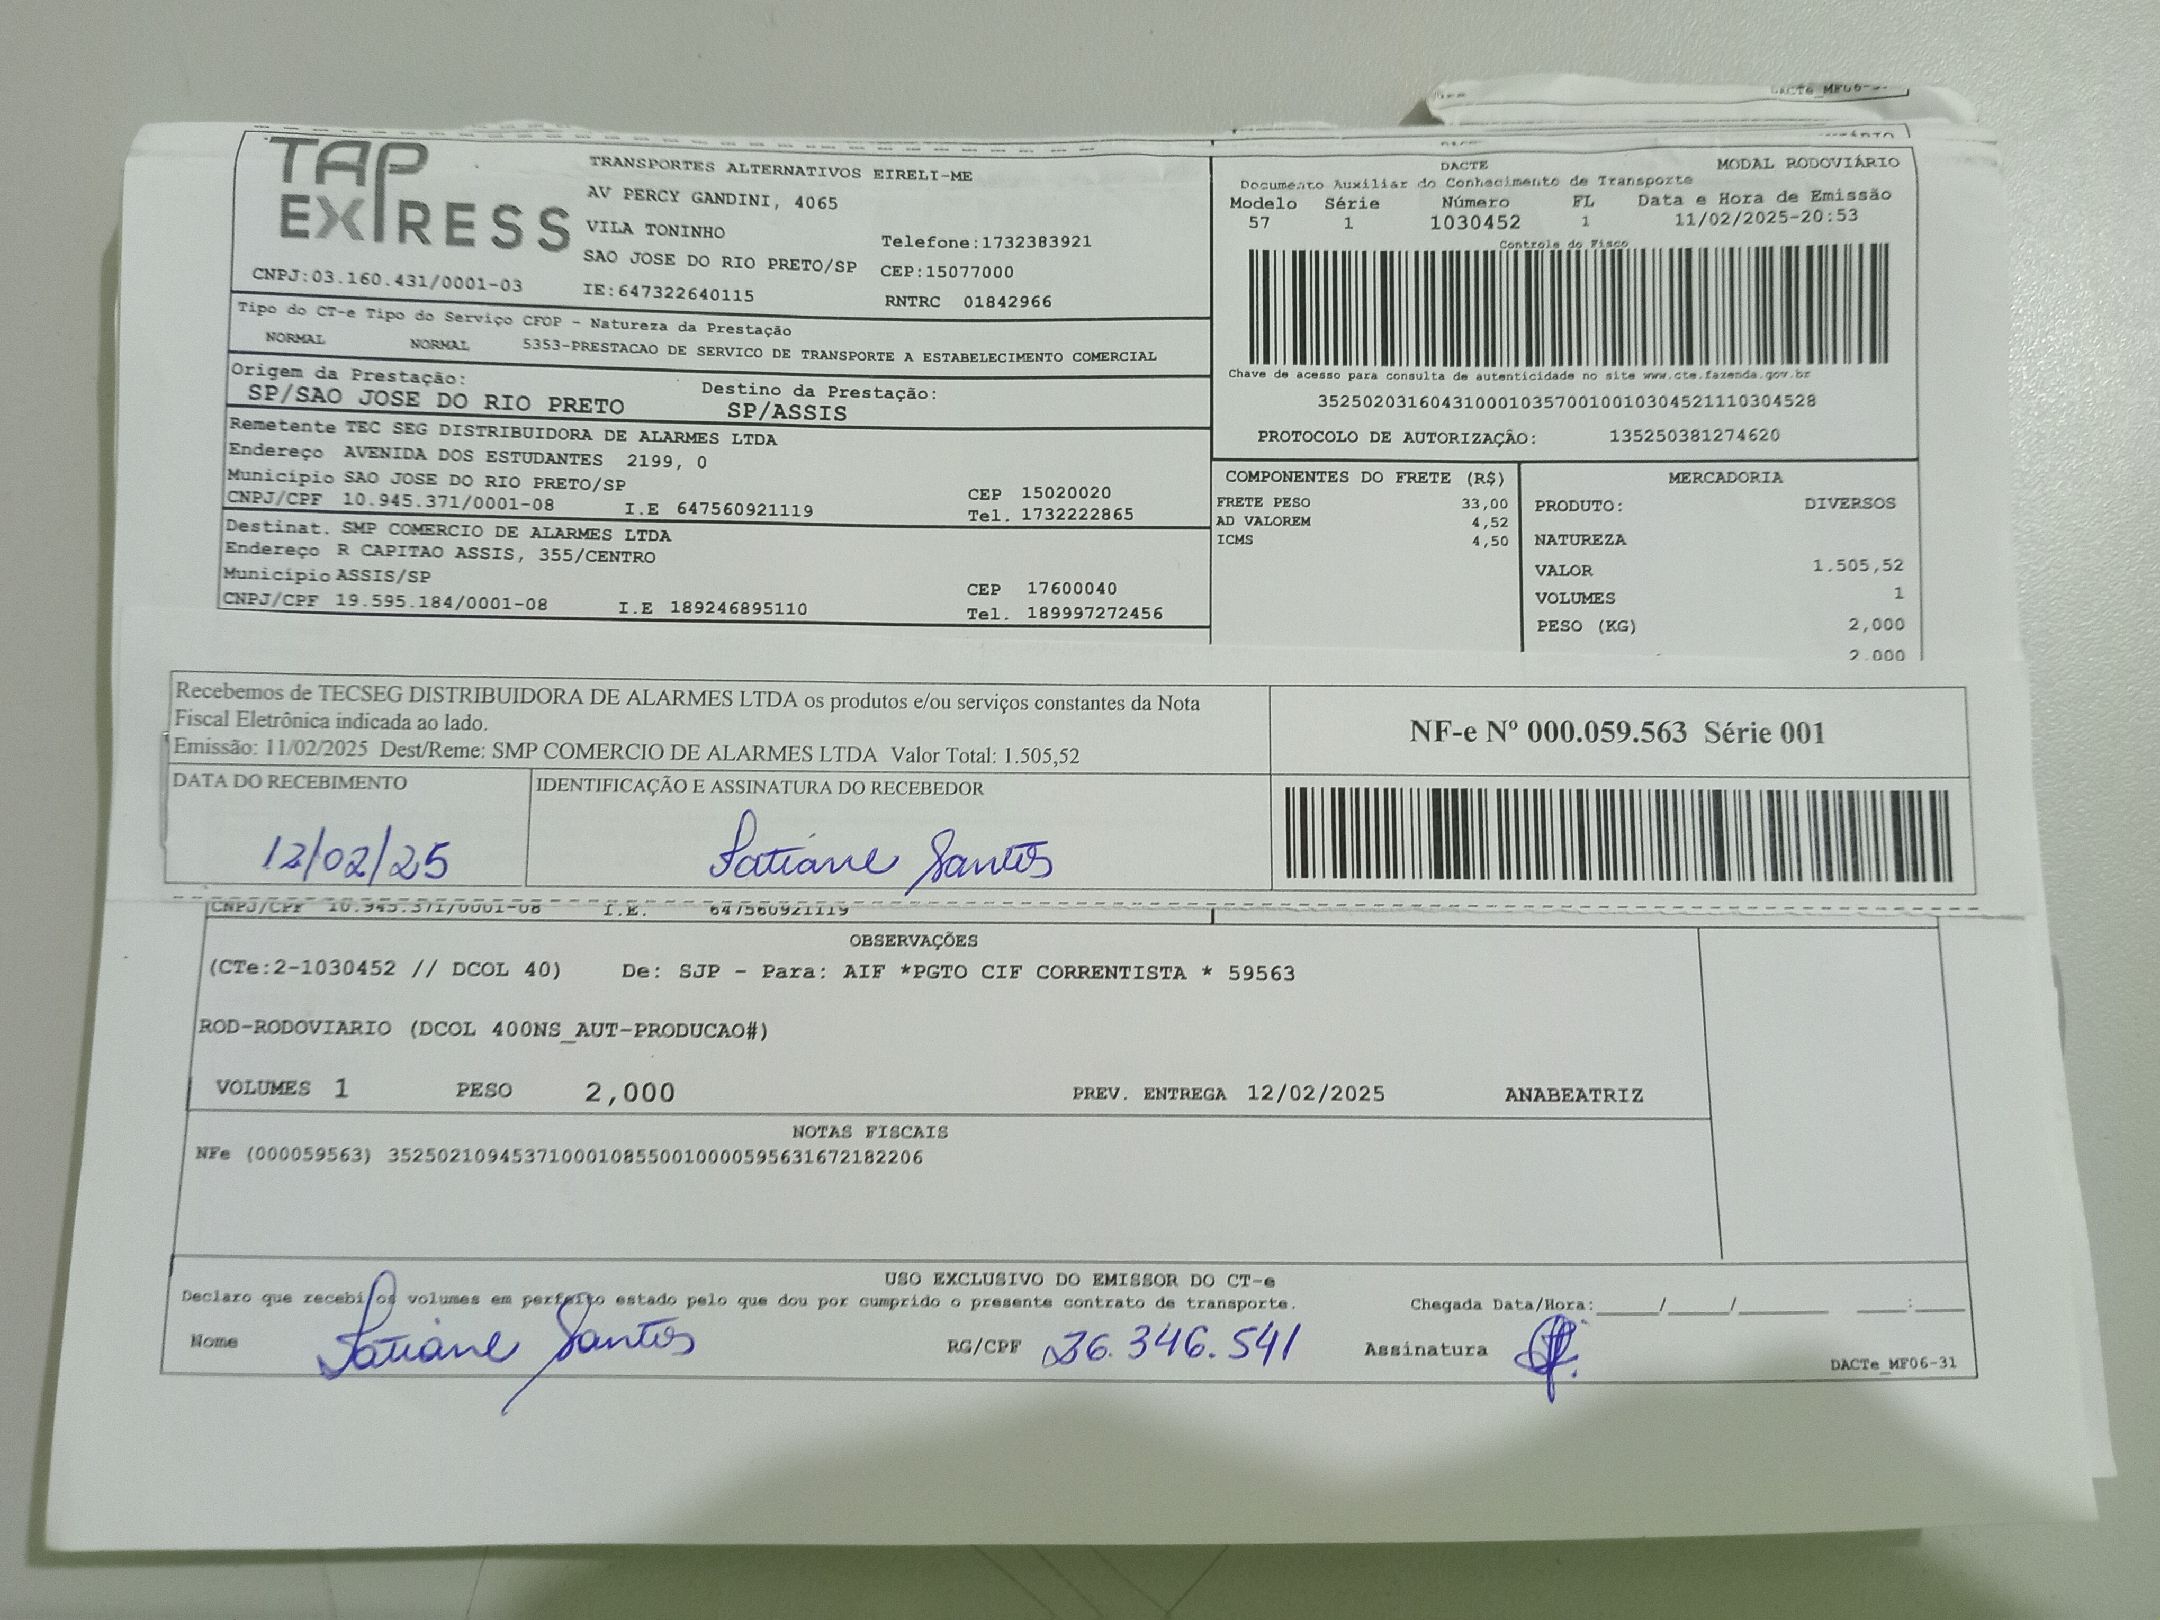 DACTe_MF06-
TAP EXPRESS
TRANSPORTES ALTERNATIVOS EIRELI-ME
AV PERCY GANDINI, 4065
VILA TONINHO Telefone:1732383921
SAO JOSE DO RIO PRETO/SP CEP:15077000
CNPJ:03.160.431/0001-03 IE:647322640115 RNTRC 01842966
DACTE MODAL RODOVIÁRIO
Documento Auxiliar do Conhecimento de Transporte
Modelo Série Número FL Data e Hora de Emissão
57 1 1030452 1 11/02/2025-20:53
Controle do Fisco
Chave de acesso para consulta de autenticidade no site www.cte.fazenda.gov.br
35250203160431000103570010010304521110304528
PROTOCOLO DE AUTORIZAÇÃO: 135250381274620
Tipo do CT-e Tipo do Serviço CFOP - Natureza da Prestação
NORMAL NORMAL 5353-PRESTACAO DE SERVICO DE TRANSPORTE A ESTABELECIMENTO COMERCIAL
Origem da Prestação: Destino da Prestação:
SP/SAO JOSE DO RIO PRETO SP/ASSIS
Remetente TEC SEG DISTRIBUIDORA DE ALARMES LTDA
Endereço AVENIDA DOS ESTUDANTES 2199, 0
Município SAO JOSE DO RIO PRETO/SP CEP 15020020
CNPJ/CPF 10.945.371/0001-08 I.E 647560921119 Tel. 1732222865
Destinat. SMP COMERCIO DE ALARMES LTDA
Endereço R CAPITAO ASSIS, 355/CENTRO
Município ASSIS/SP CEP 17600040
CNPJ/CPF 19.595.184/0001-08 I.E 189246895110 Tel. 189997272456
COMPONENTES DO FRETE (R$)
FRETE PESO 33,00
AD VALOREM 4,52
ICMS 4,50
MERCADORIA
PRODUTO: DIVERSOS
NATUREZA
VALOR 1.505,52
VOLUMES 1
PESO (KG) 2,000
2.000
Recebemos de TECSEG DISTRIBUIDORA DE ALARMES LTDA os produtos e/ou serviços constantes da Nota
Fiscal Eletrônica indicada ao lado.
Emissão: 11/02/2025 Dest/Reme: SMP COMERCIO DE ALARMES LTDA Valor Total: 1.505,52
NF-e Nº 000.059.563 Série 001
DATA DO RECEBIMENTO IDENTIFICAÇÃO E ASSINATURA DO RECEBEDOR
12/02/25 Tatiane Santos
CNPJ/CPF 10.945.371/0001-08 I.E. 647560921119
OBSERVAÇÕES
(CTe:2-1030452 // DCOL 40) De: SJP - Para: AIF *PGTO CIF CORRENTISTA * 59563
ROD-RODOVIARIO (DCOL 400NS_AUT-PRODUCAO#)
VOLUMES 1 PESO 2,000 PREV. ENTREGA 12/02/2025 ANABEATRIZ
NOTAS FISCAIS
NFe (000059563) 35250210945371000108550010000595631672182206
USO EXCLUSIVO DO EMISSOR DO CT-e
Declaro que recebi os volumes em perfeito estado pelo que dou por cumprido o presente contrato de transporte. Chegada Data/Hora:____/____/______ ___:___
Nome Tatiane Santos RG/CPF 26.346.541 Assinatura
DACTe_MF06-31